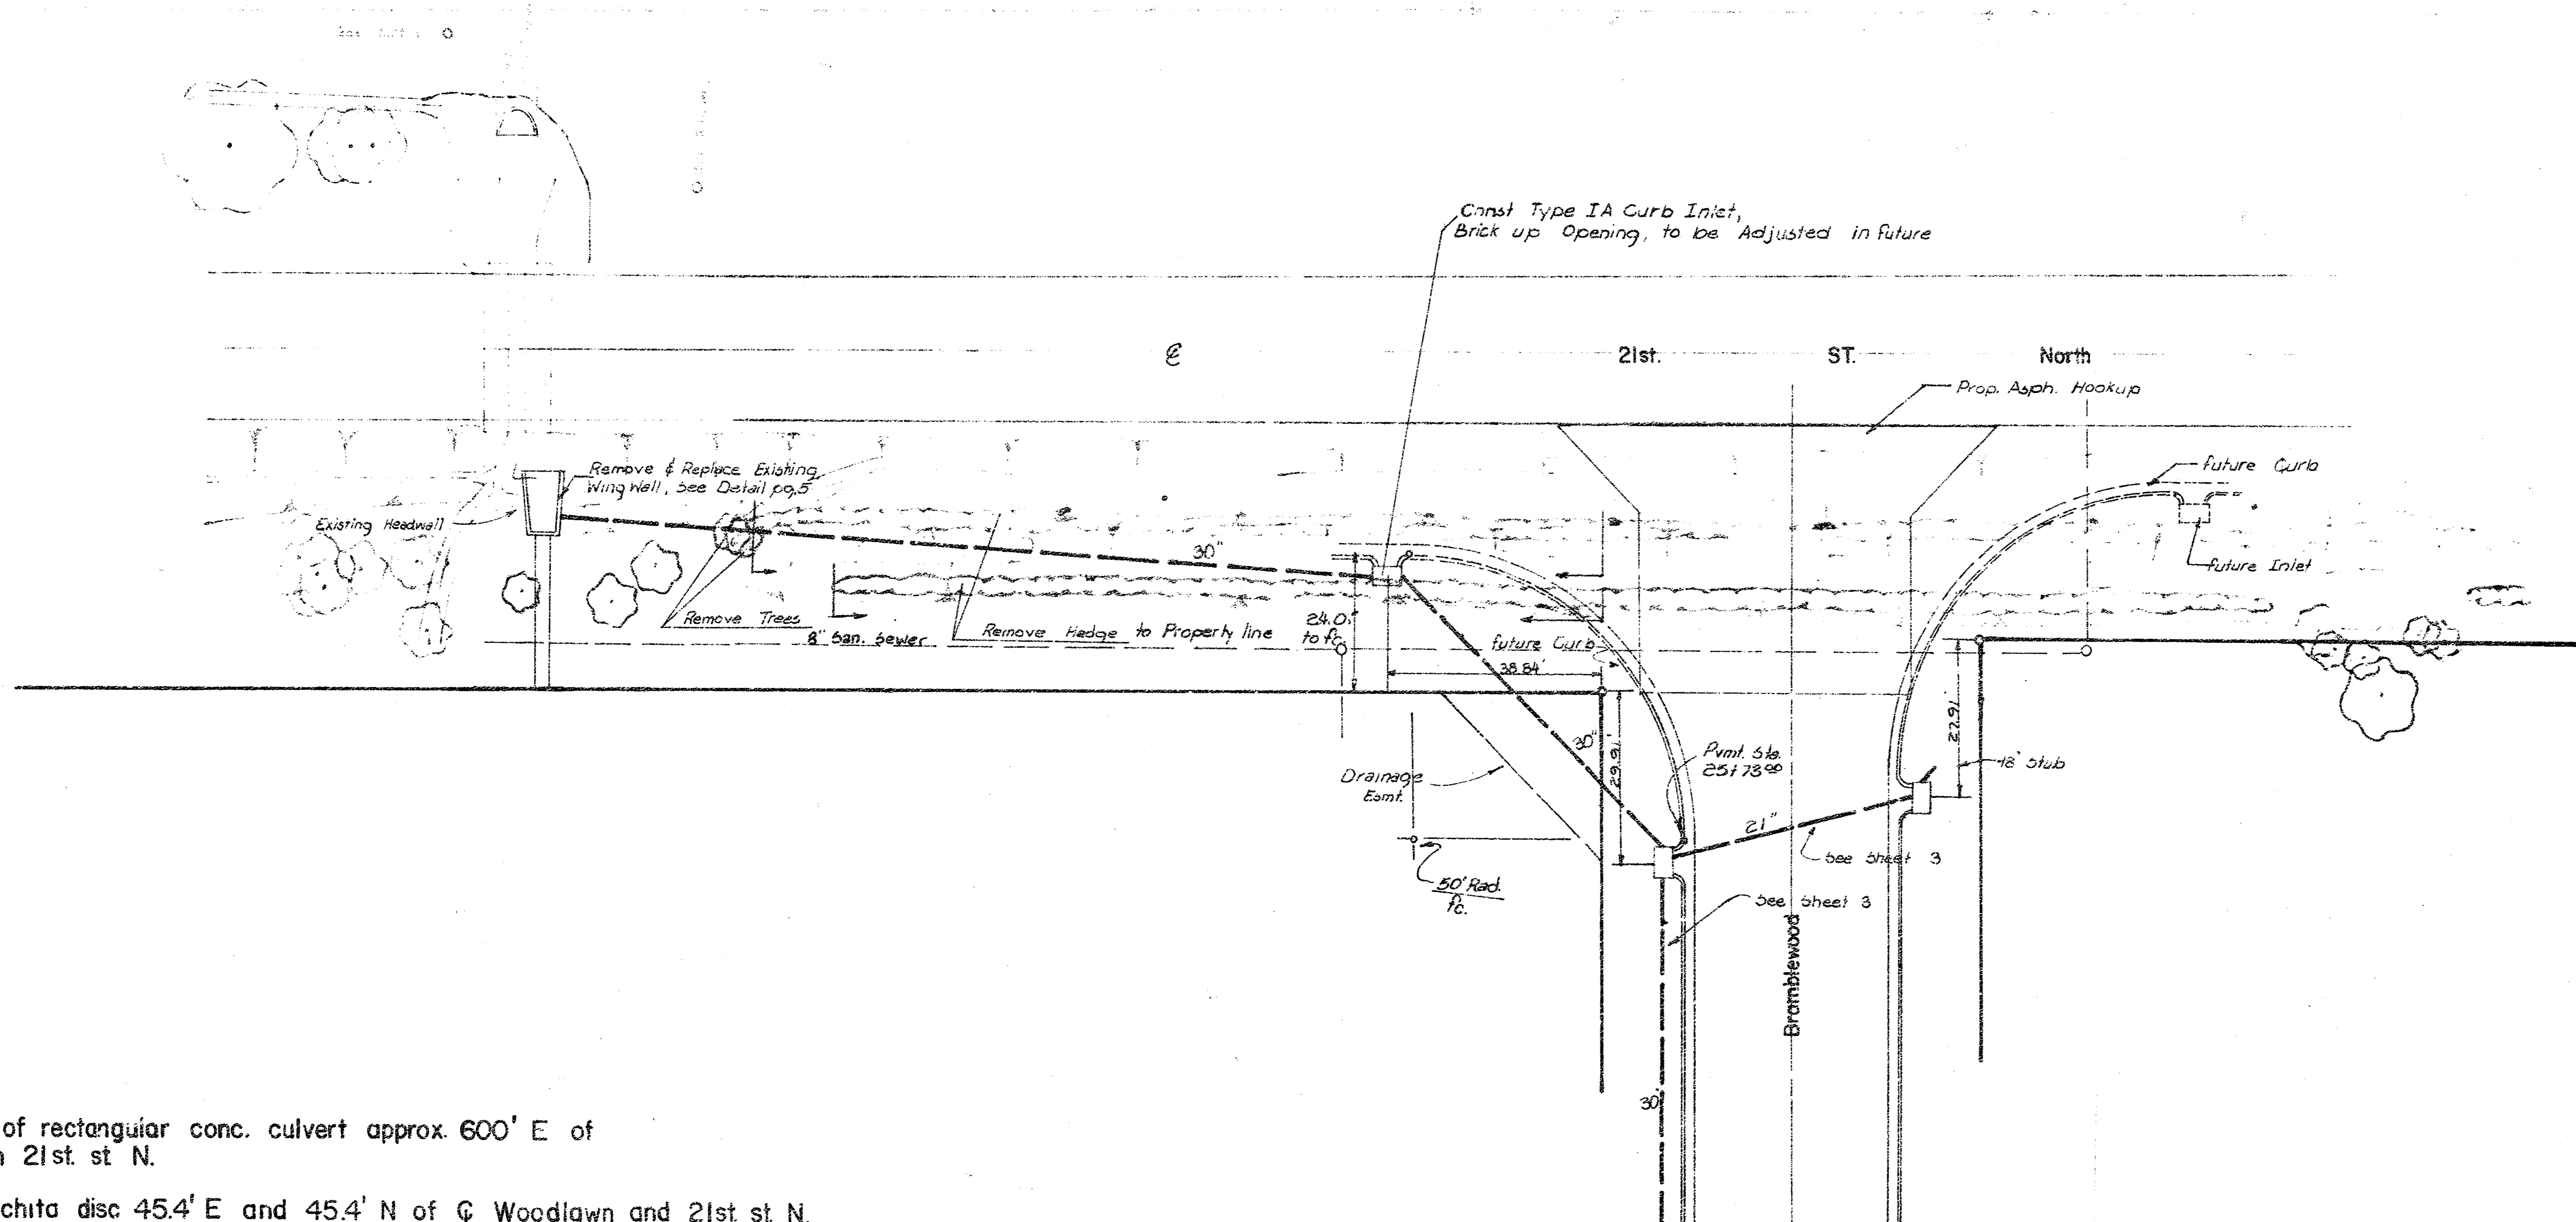 Const Type IA Curb Inlet,
Brick up Opening, to be Adjusted in future
℄ 21st. ST. North
Prop. Asph. Hookup
Remove & Replace Existing
Wing Wall, See Detail pg. 5
Existing Headwall
future Curb
future Inlet
30"
Remove Trees
8" San. Sewer
Remove Hedge to Property line
24.0'
to fc.
future Curb
38.84'
30"
29.91'
Pvmt. Sta.
25+73.00
27.91'
18" Stub
Drainage
Esmt.
21"
See Sheet 3
50' Rad.
fc.
See Sheet 3
Bramblewood
30"
of rectangular conc. culvert approx. 600' E of
21st. st N.
chita disc 45.4' E and 45.4' N of ℄ Woodlawn and 21st st N.